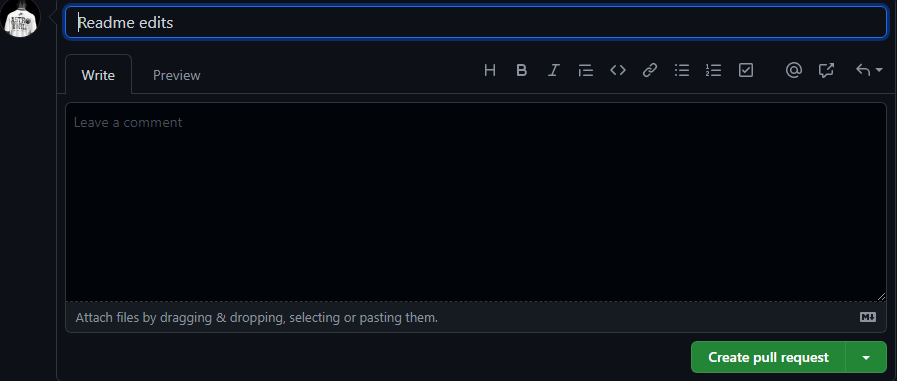 Readme edits
Write
Preview
H B I
Leave a comment
Attach files by dragging & dropping, selecting or pasting them.
Create pull request